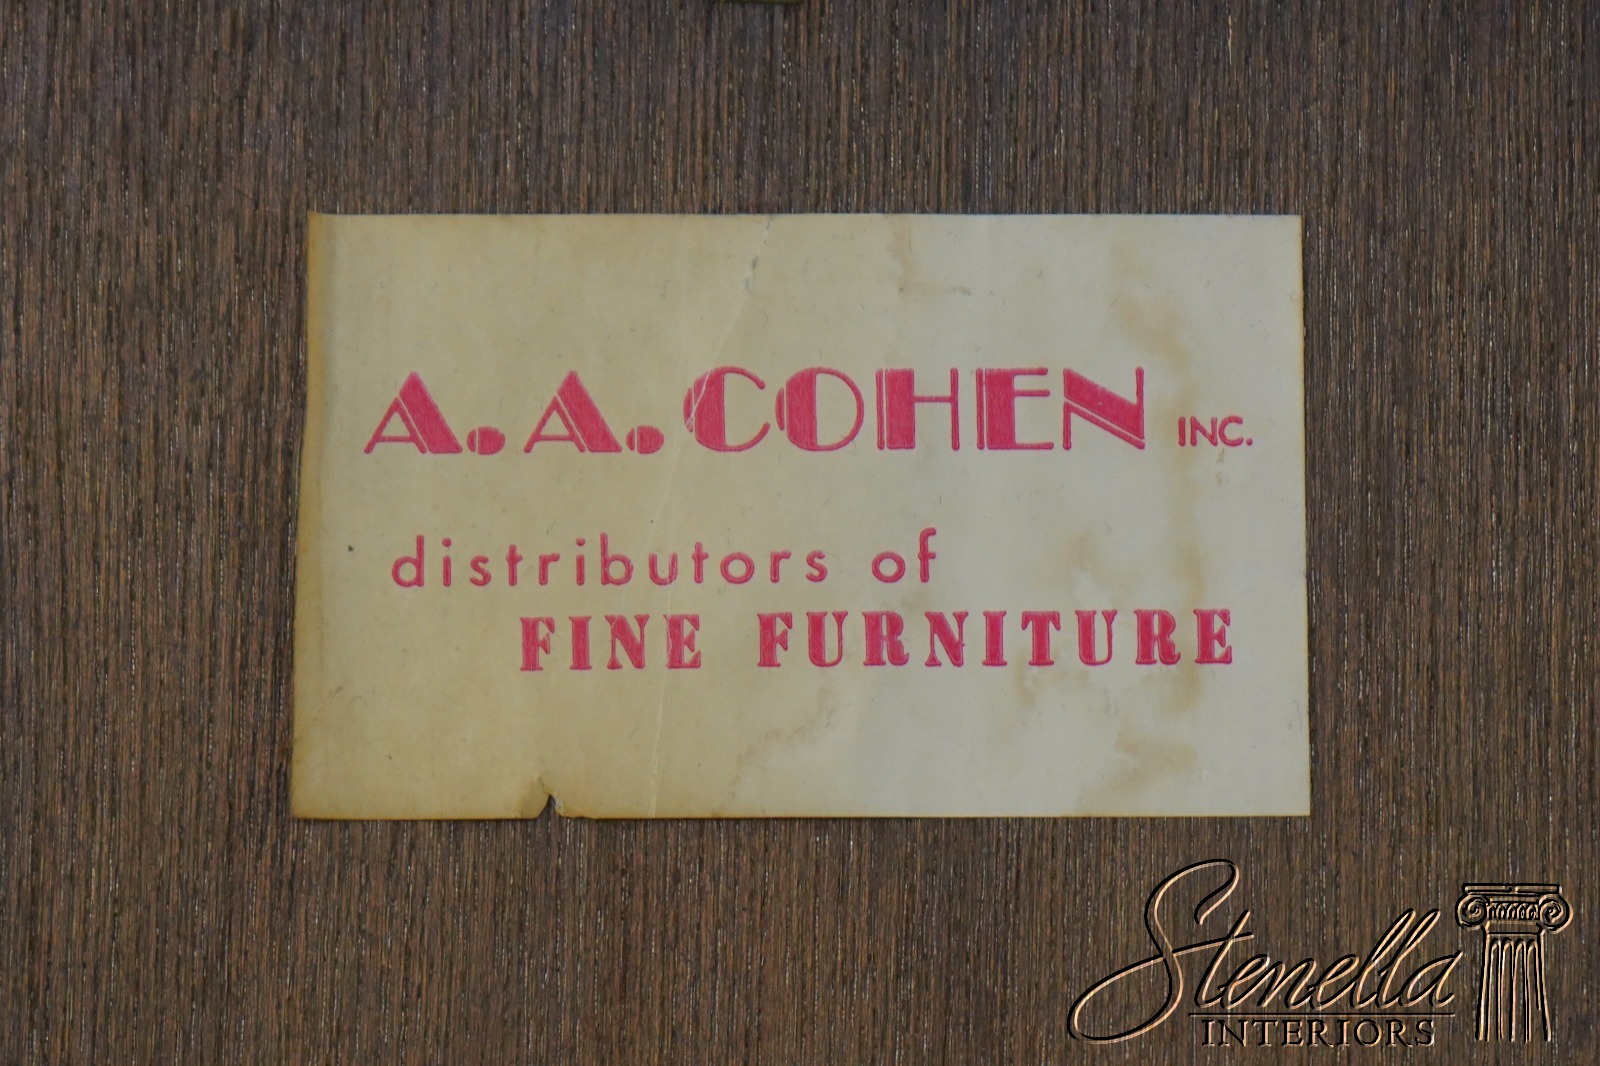 A.A. COHEN INC.
distributors of
FINE FURNITURE
Stenella
INTERIORS